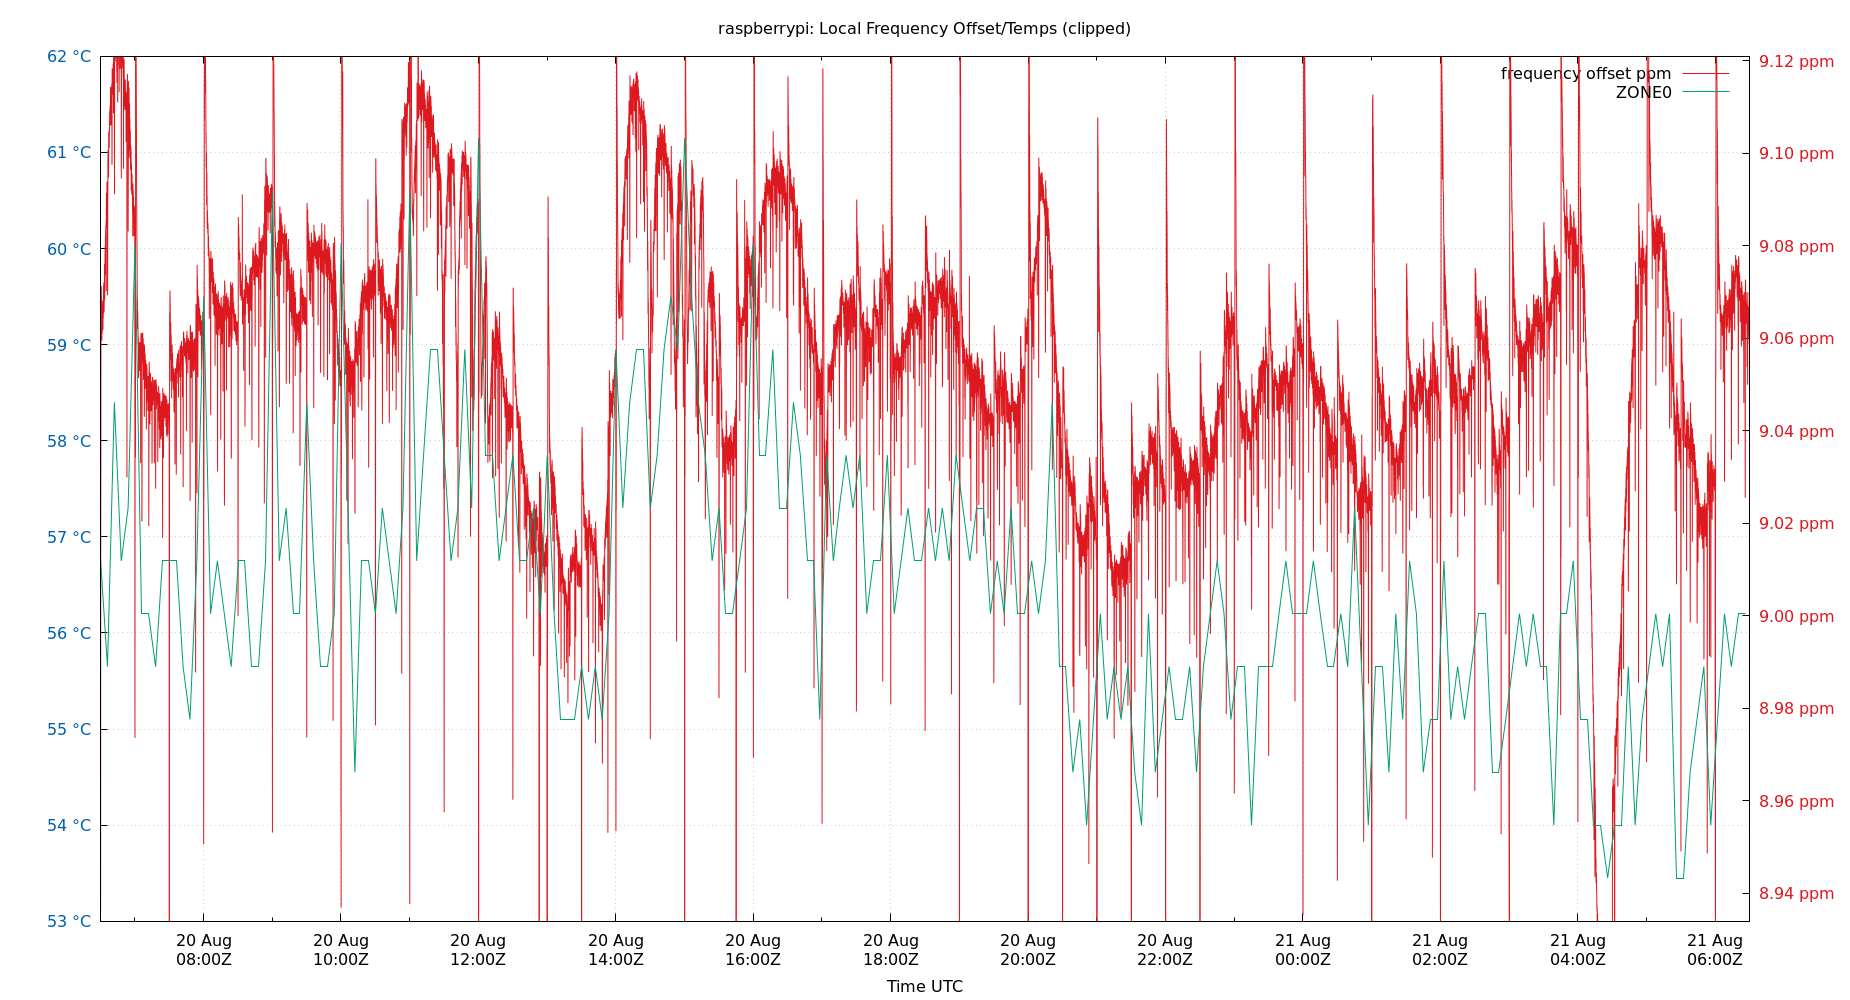 raspberrypi: Local Frequency Offset/Temps (clipped)
62 °C
61 °C
60 °C
59 °C
58 °C
57 °C
56 °C
55 °C
54 °C
53 °C
9.12 ppm
9.10 ppm
9.08 ppm
9.06 ppm
9.04 ppm
9.02 ppm
9.00 ppm
8.98 ppm
8.96 ppm
8.94 ppm
frequency offset ppm
ZONE0
20 Aug 20 Aug 20 Aug 20 Aug 20 Aug 20 Aug 20 Aug 20 Aug 21 Aug 21 Aug 21 Aug 21 Aug
08:00Z 10:00Z 12:00Z 14:00Z 16:00Z 18:00Z 20:00Z 22:00Z 00:00Z 02:00Z 04:00Z 06:00Z
Time UTC